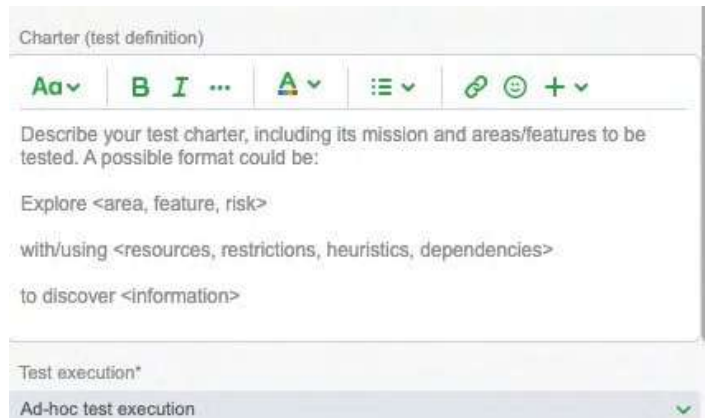 Charter (test definition)
Aa B I ... A
Describe your test charter, including its mission and areas/features to be
tested. A possible format could be:
Explore <area, feature, risk>
with/using <resources, restrictions, heuristics, dependencies>
to discover <information>
Test execution*
Ad-hoc test execution